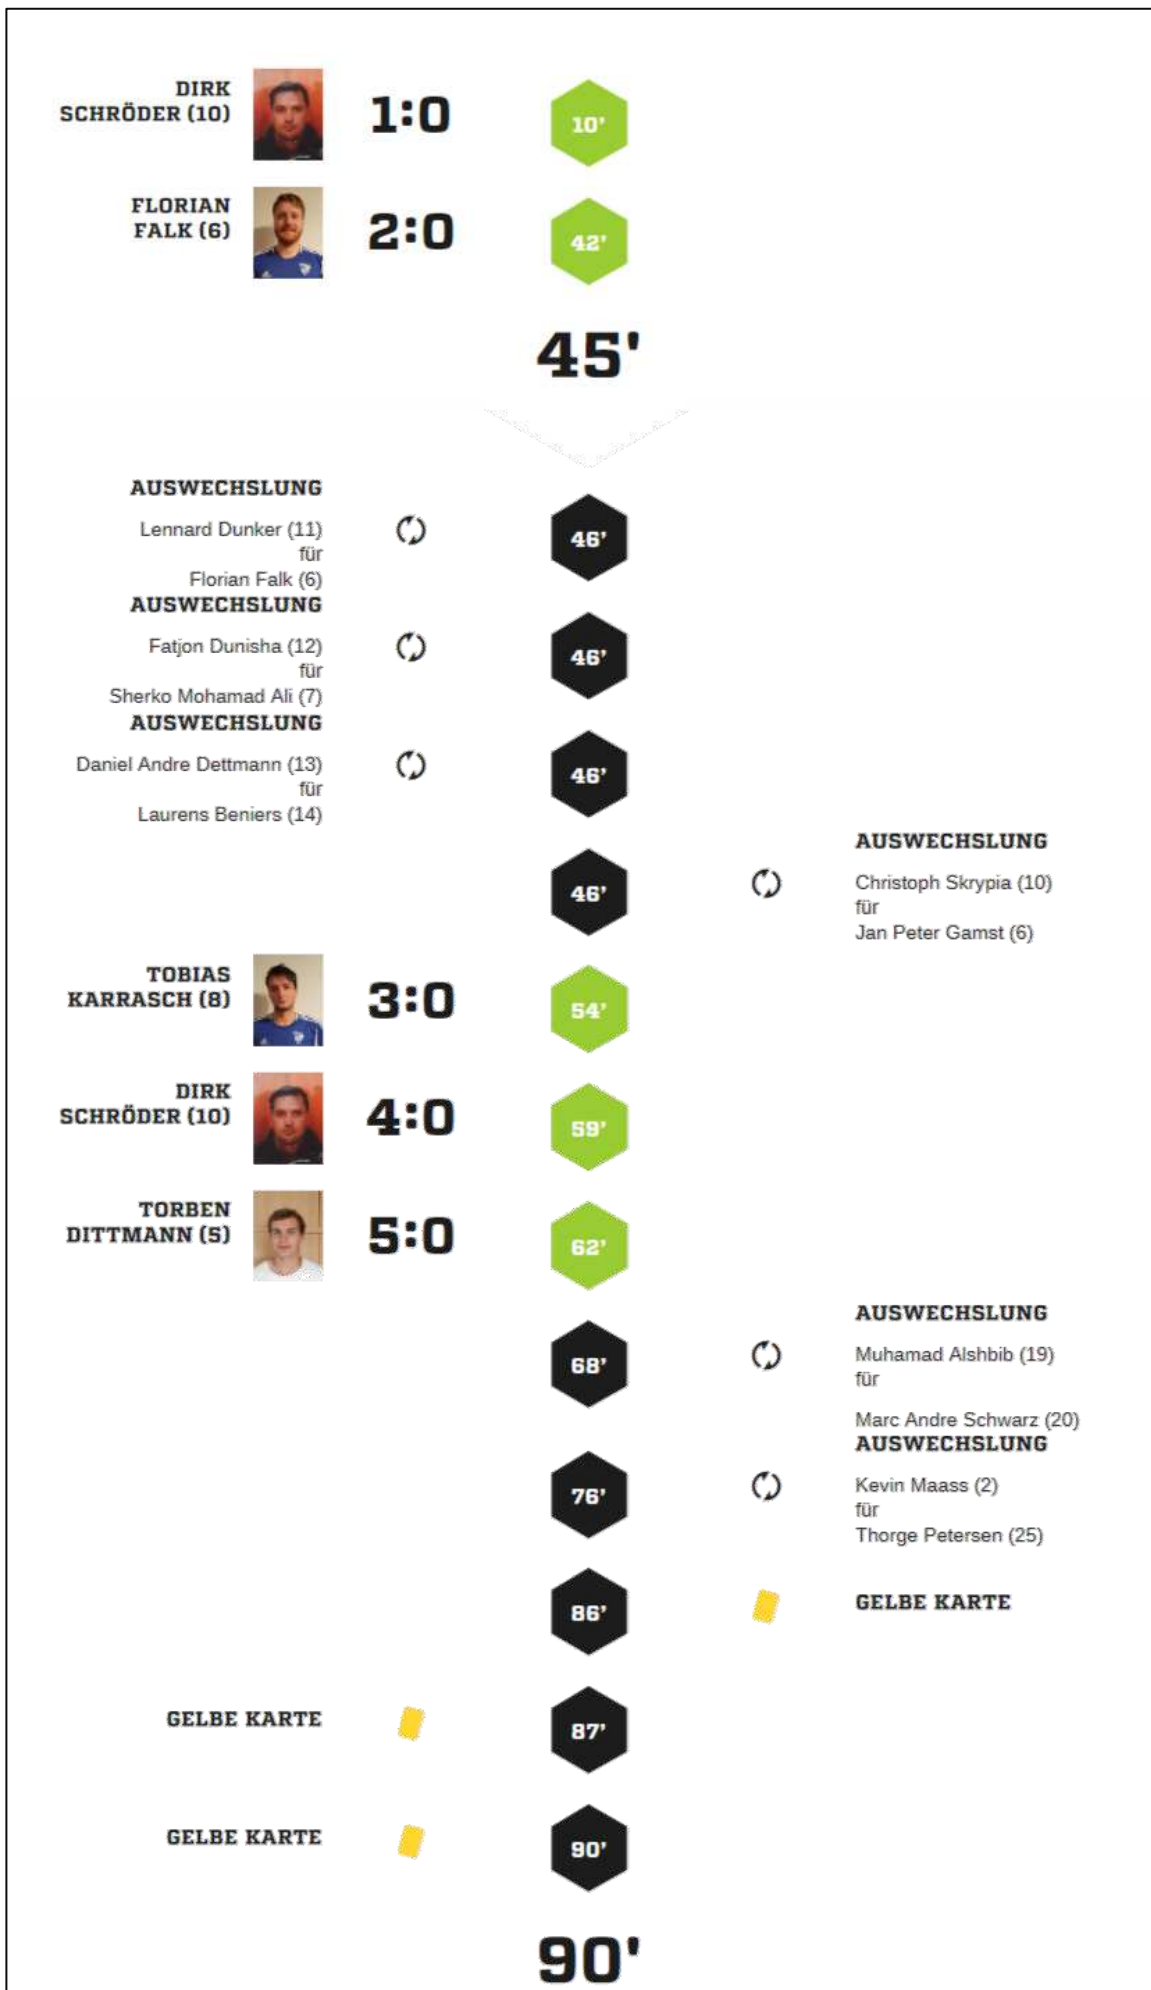 DIRK
SCHRÖDER (10)
1:0
10’
FLORIAN
FALK (6)
2:0
42’
45'
AUSWECHSLUNG
Lennard Dunker (11)
für
Florian Falk (6)
46’
AUSWECHSLUNG
Fatjon Dunisha (12)
für
Sherko Mohamad Ali (7)
46’
AUSWECHSLUNG
Daniel Andre Dettmann (13)
für
Laurens Beniers (14)
46’
46’
AUSWECHSLUNG
Christoph Skrypia (10)
für
Jan Peter Gamst (6)
TOBIAS
KARRASCH (8)
3:0
54’
DIRK
SCHRÖDER (10)
4:0
59’
TORBEN
DITTMANN (5)
5:0
62’
68’
AUSWECHSLUNG
Muhamad Alshbib (19)
für
Marc Andre Schwarz (20)
76’
AUSWECHSLUNG
Kevin Maass (2)
für
Thorge Petersen (25)
86’
GELBE KARTE
GELBE KARTE
87’
GELBE KARTE
90’
90'